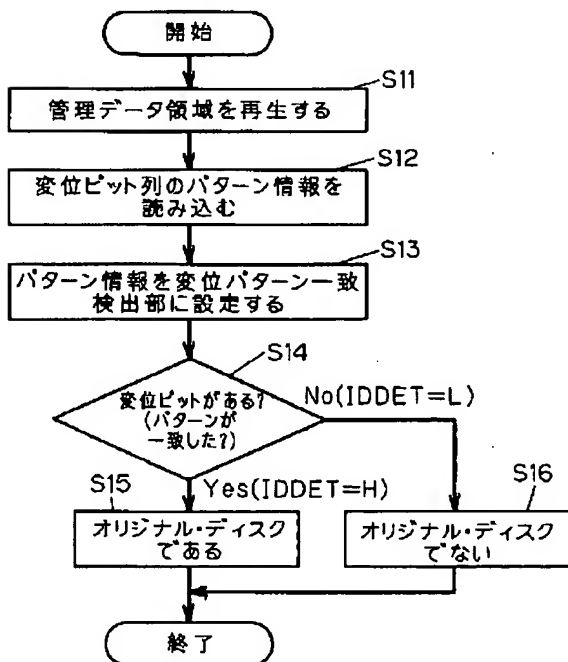 開始
S11
管理データ領域を再生する
S12
変位ピット列のパターン情報を
読み込む
S13
パターン情報を変位パターン一致
検出部に設定する
S14
変位ピットがある?
(パターンが
一致した?)
No(IDDET=L)
Yes(IDDET=H)
S15
オリジナル・ディスク
である
S16
オリジナル・ディスク
でない
終了